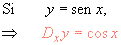 Si y = sen x,
⇒ Dₓy = cos x